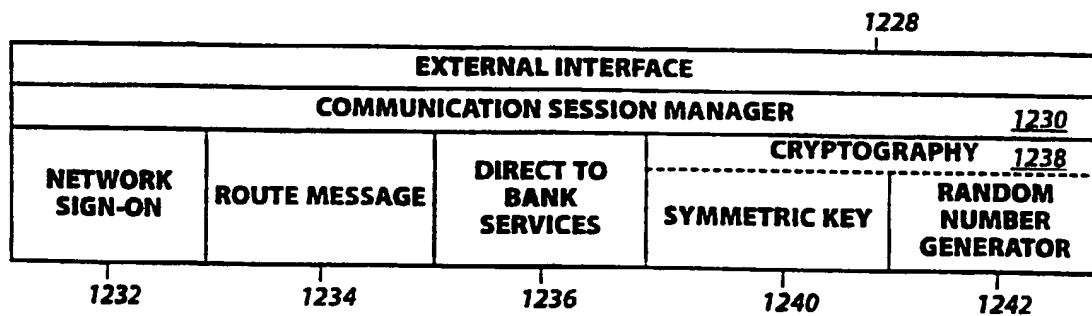 1228
EXTERNAL INTERFACE
COMMUNICATION SESSION MANAGER
1230
NETWORK
SIGN-ON
ROUTE MESSAGE
DIRECT TO
BANK
SERVICES
CRYPTOGRAPHY
1238
SYMMETRIC KEY
RANDOM
NUMBER
GENERATOR
1232
1234
1236
1240
1242